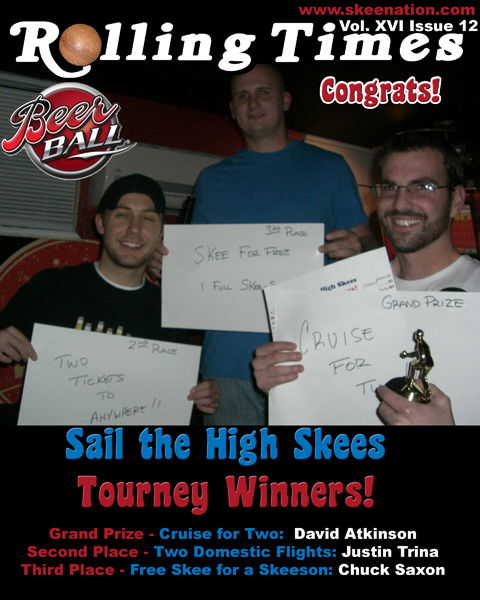 www.skeenation.com
Vol. XVI Issue 12
Rolling Times
Congrats!
Beer
BALL
3rd PLACE
SKEE FOR FREE
1 FULL SKEE
High Skees
GRAND PRIZE
CRUISE
FOR
2nd PLACE
TWO
TICKETS
TO
ANYWHERE!!
Sail the High Skees
Tourney Winners!
Grand Prize - Cruise for Two: David Atkinson
Second Place - Two Domestic Flights: Justin Trina
Third Place - Free Skee for a Skeeson: Chuck Saxon